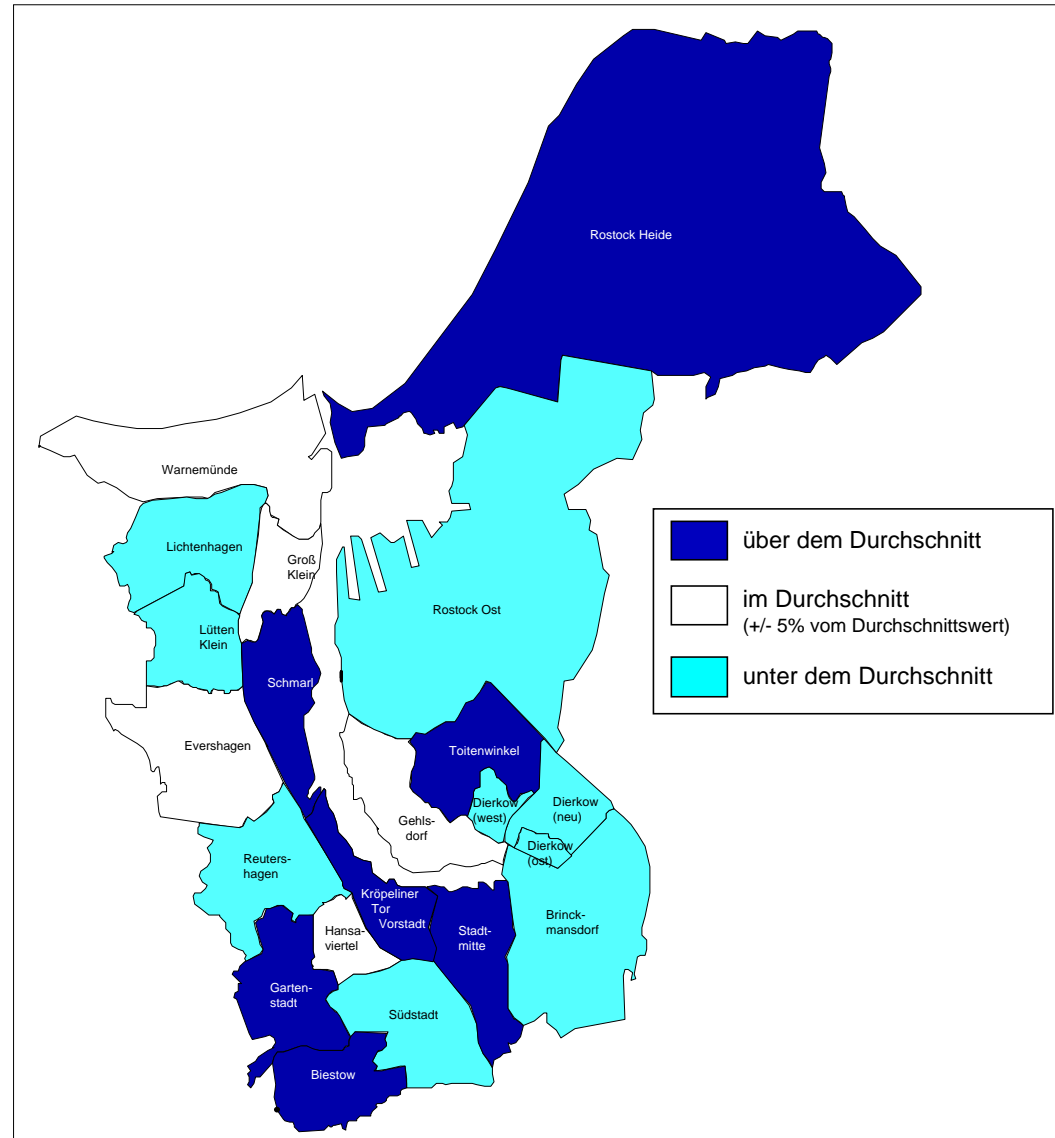 Rostock Heide
Warnemünde
Lichtenhagen
Groß
Klein
Rostock Ost
Lütten
Klein
Schmarl
Evershagen
Toitenwinkel
Dierkow
(west)
Dierkow
(neu)
Gehls-
dorf
Dierkow
(ost)
Reuters-
hagen
Kröpeliner
Tor
Vorstadt
Hansa-
viertel
Stadt-
mitte
Brinck-
mansdorf
Garten-
stadt
Südstadt
Biestow
über dem Durchschnitt
im Durchschnitt
(+/- 5% vom Durchschnittswert)
unter dem Durchschnitt